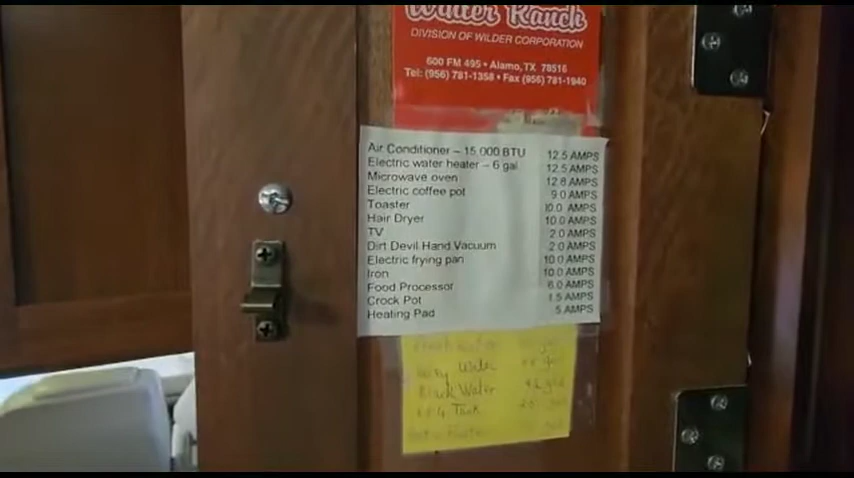 Winter Ranch
DIVISION OF WILDER CORPORATION
600 FM 495 • Alamo, TX 78516
Tel: (956) 781-1358 • Fax (956) 781-1940
Air Conditioner – 15,000 BTU 12.5 AMPS
Electric water heater – 6 gal 12.5 AMPS
Microwave oven 12.8 AMPS
Electric coffee pot 9.0 AMPS
Toaster 10.0 AMPS
Hair Dryer 10.0 AMPS
TV 2.0 AMPS
Dirt Devil Hand Vacuum 2.0 AMPS
Electric frying pan 10.0 AMPS
Iron 10.0 AMPS
Food Processor 6.0 AMPS
Crock Pot 1.5 AMPS
Heating Pad .5 AMPS
Water
Water
Black Water gal
Tank